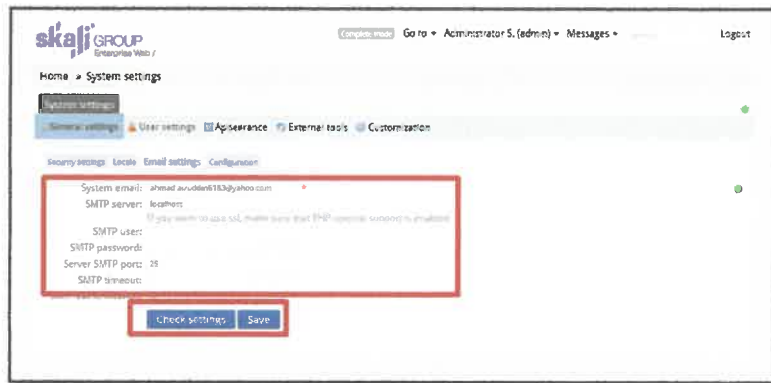 skali GROUP
Enterprise Web /
Complete mode Go to Administrator S. (admin) Messages Logout
Home » System settings
System settings
General settings User settings Appearance External tools Customization
Security settings Locale Email settings Configuration
System email: *
SMTP server: localhost
If you want to use ssl, make sure that PHP openssl support is enabled
SMTP user:
SMTP password:
Server SMTP port: 25
SMTP timeout:
Check settings Save